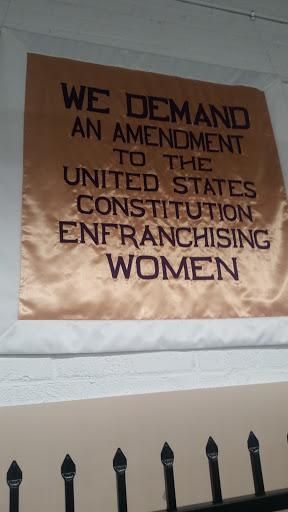 WE DEMAND
AN AMENDMENT
TO THE
UNITED STATES
CONSTITUTION
ENFRANCHISING
WOMEN